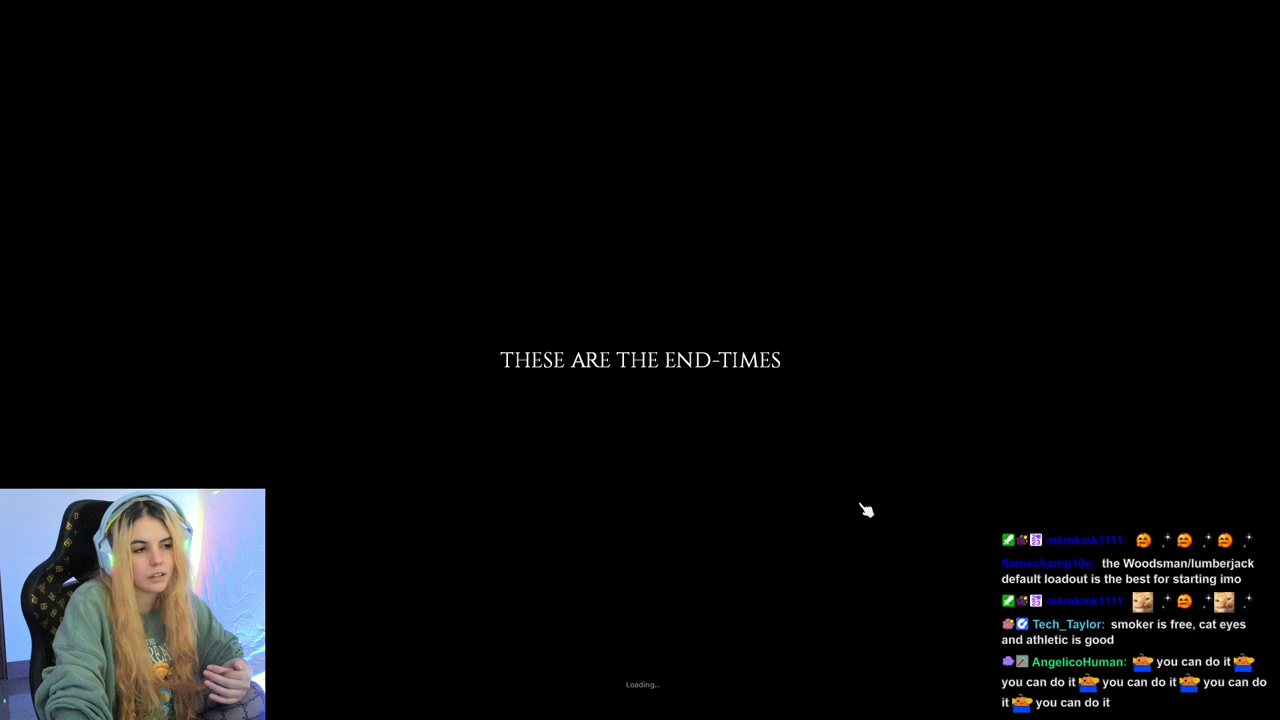 THESE ARE THE END-TIMES
Loading..
mkmkmk1111:
flamechamp10n: the Woodsman/lumberjack
default loadout is the best for starting imo
mkmkmk1111:
Tech_Taylor: smoker is free, cat eyes
and athletic is good
AngelicoHuman: you can do it
you can do it you can do it you can do
it you can do it